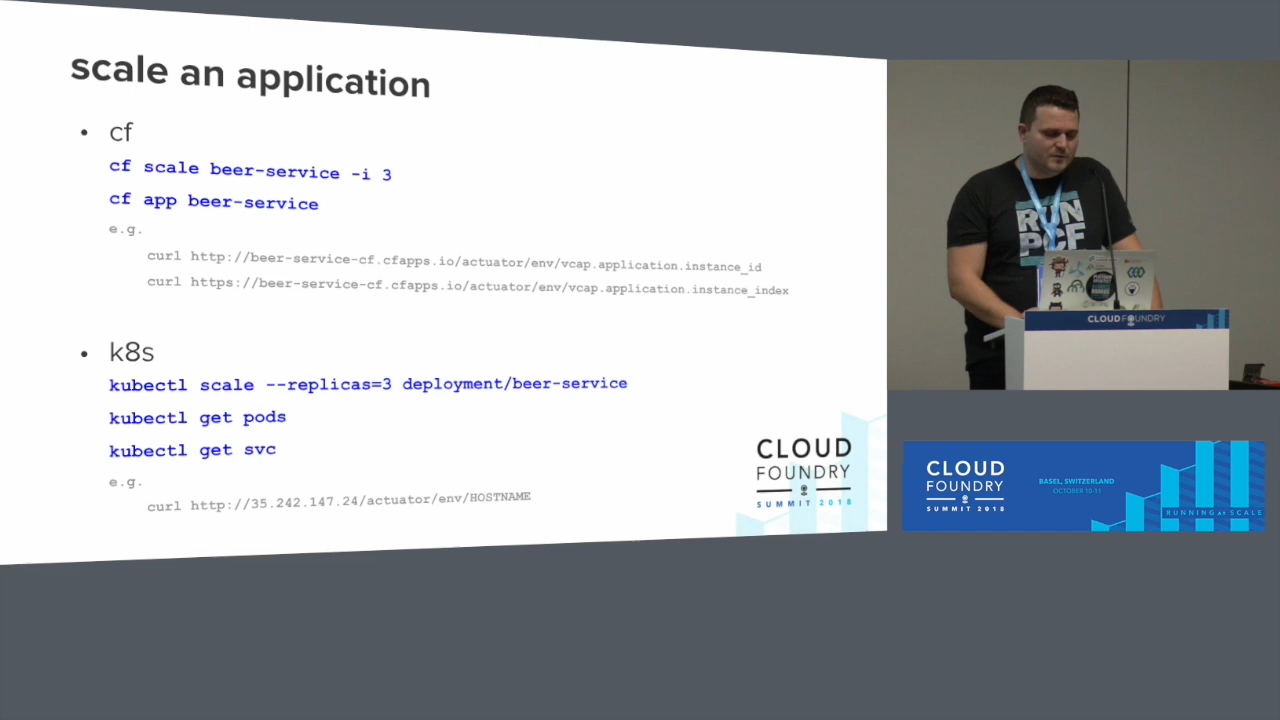 scale an application
• cf
cf scale beer-service -i 3
cf app beer-service
e.g.
curl http://beer-service-cf.cfapps.io/actuator/env/vcap.application.instance_id
curl https://beer-service-cf.cfapps.io/actuator/env/vcap.application.instance_index
• k8s
kubectl scale --replicas=3 deployment/beer-service
kubectl get pods
kubectl get svc
e.g.
curl http://35.242.147.24/actuator/env/HOSTNAME
CLOUD
FOUNDRY
SUMMIT 2018
RUN
PCF
CLOUD FOUNDRY
CLOUD
FOUNDRY
SUMMIT 2018
BASEL, SWITZERLAND
OCTOBER 10-11
RUNNING AT SCALE